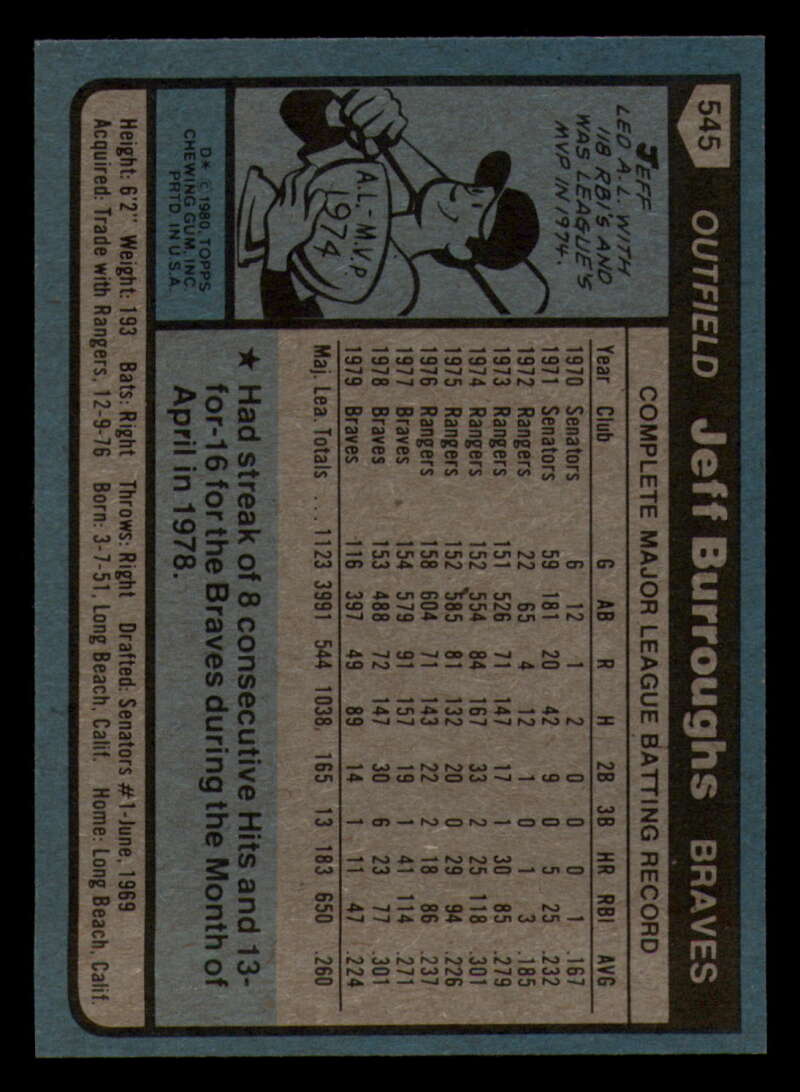 545 OUTFIELD Jeff Burroughs BRAVES
JEFF
LED A.L. WITH
118 RBI'S AND
WAS LEAGUE'S
MVP IN 1974.
A.L.-M.V.P.
1974
D* © 1980 TOPPS
CHEWING GUM, INC.
PRTD. IN U.S.A.
COMPLETE MAJOR LEAGUE BATTING RECORD
Year Club G AB R H 2B 3B HR RBI AVG
1970 Senators 6 12 1 2 0 0 0 1 .167
1971 Senators 59 181 20 42 9 0 5 25 .232
1972 Rangers 22 65 4 12 1 0 1 3 .185
1973 Rangers 151 526 71 147 17 1 30 85 .279
1974 Rangers 152 554 84 167 33 2 25 118 .301
1975 Rangers 152 585 81 132 20 0 29 94 .226
1976 Rangers 158 604 71 143 22 2 18 86 .237
1977 Braves 154 579 91 157 19 1 41 114 .271
1978 Braves 153 488 72 147 30 6 23 77 .301
1979 Braves 116 397 49 89 14 1 11 47 .224
Maj. Lea. Totals ... 1123 3991 544 1038 165 13 183 650 .260
★ Had streak of 8 consecutive Hits and 13-
for-16 for the Braves during the Month of
April in 1978.
Height: 6'2" Weight: 193 Bats: Right Throws: Right Drafted: Senators #1-June, 1969
Acquired: Trade with Rangers, 12-9-76 Born: 3-7-51, Long Beach, Calif. Home: Long Beach, Calif.